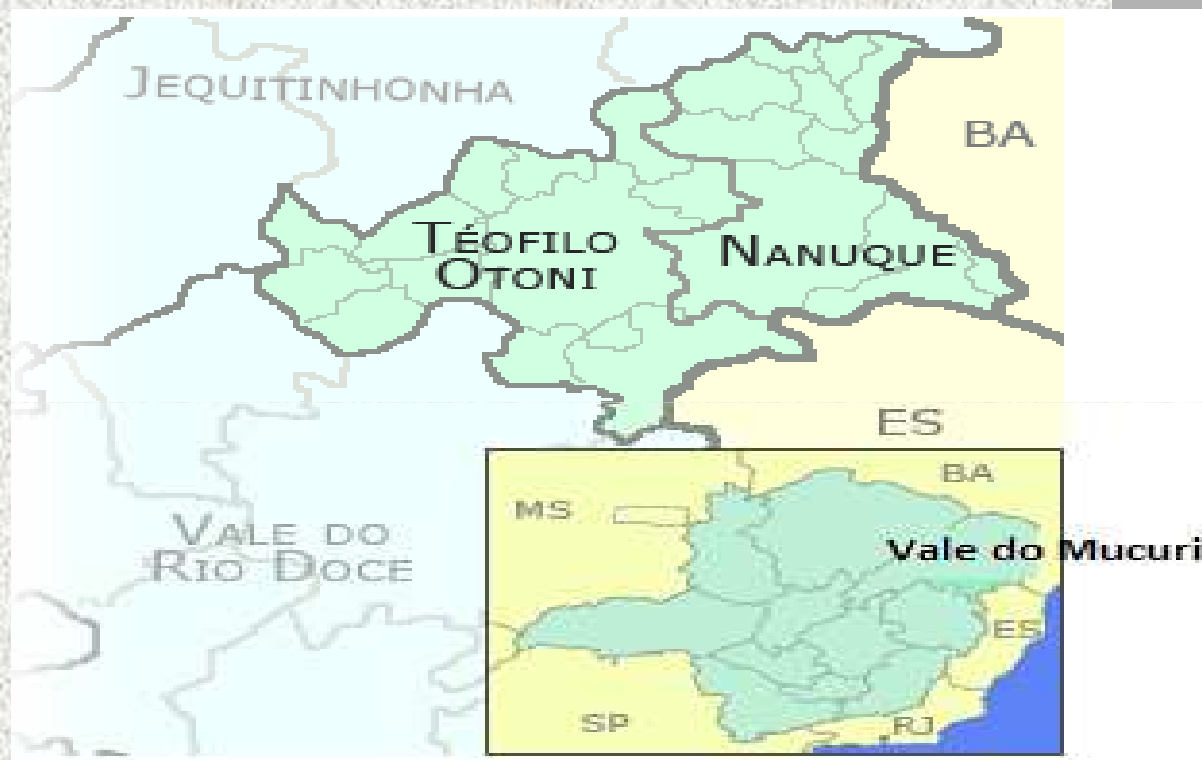 JEQUITINHONHA
BA
TÉOFILO
OTONI
NANUQUE
ES
VALE DO
RIO DOCE
BA
MS
Vale do Mucuri
ES
SP
RJ